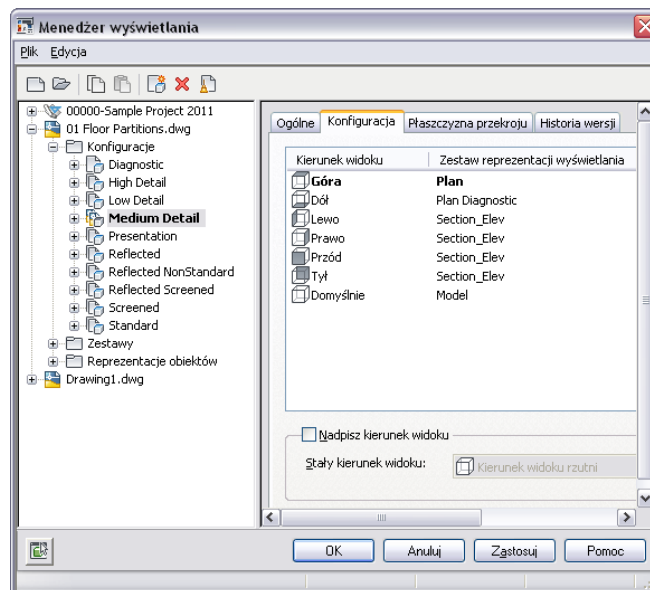 Menedżer wyświetlania
Plik Edycja
00000-Sample Project 2011
01 Floor Partitions.dwg
Konfiguracje
Diagnostic
High Detail
Low Detail
Medium Detail
Presentation
Reflected
Reflected NonStandard
Reflected Screened
Screened
Standard
Zestawy
Reprezentacje obiektów
Drawing1.dwg
Ogólne Konfiguracja Płaszczyzna przekroju Historia wersji
Kierunek widoku Zestaw reprezentacji wyświetlania
Góra Plan
Dół Plan Diagnostic
Lewo Section_Elev
Prawo Section_Elev
Przód Section_Elev
Tył Section_Elev
Domyślnie Model
Nadpisz kierunek widoku
Stały kierunek widoku: Kierunek widoku rzutni
OK Anuluj Zastosuj Pomoc